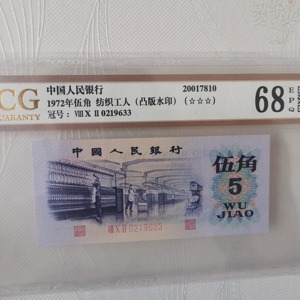 CG
GUARANTY
中国人民银行 20017810
1972年伍角 纺织工人（凸版水印） (☆☆☆)
冠号：Ⅷ Ⅹ Ⅱ 0219633
68
E
P
Q
中国人民银行
伍角
5
WU
JIAO
Ⅷ Ⅹ Ⅱ 0219633